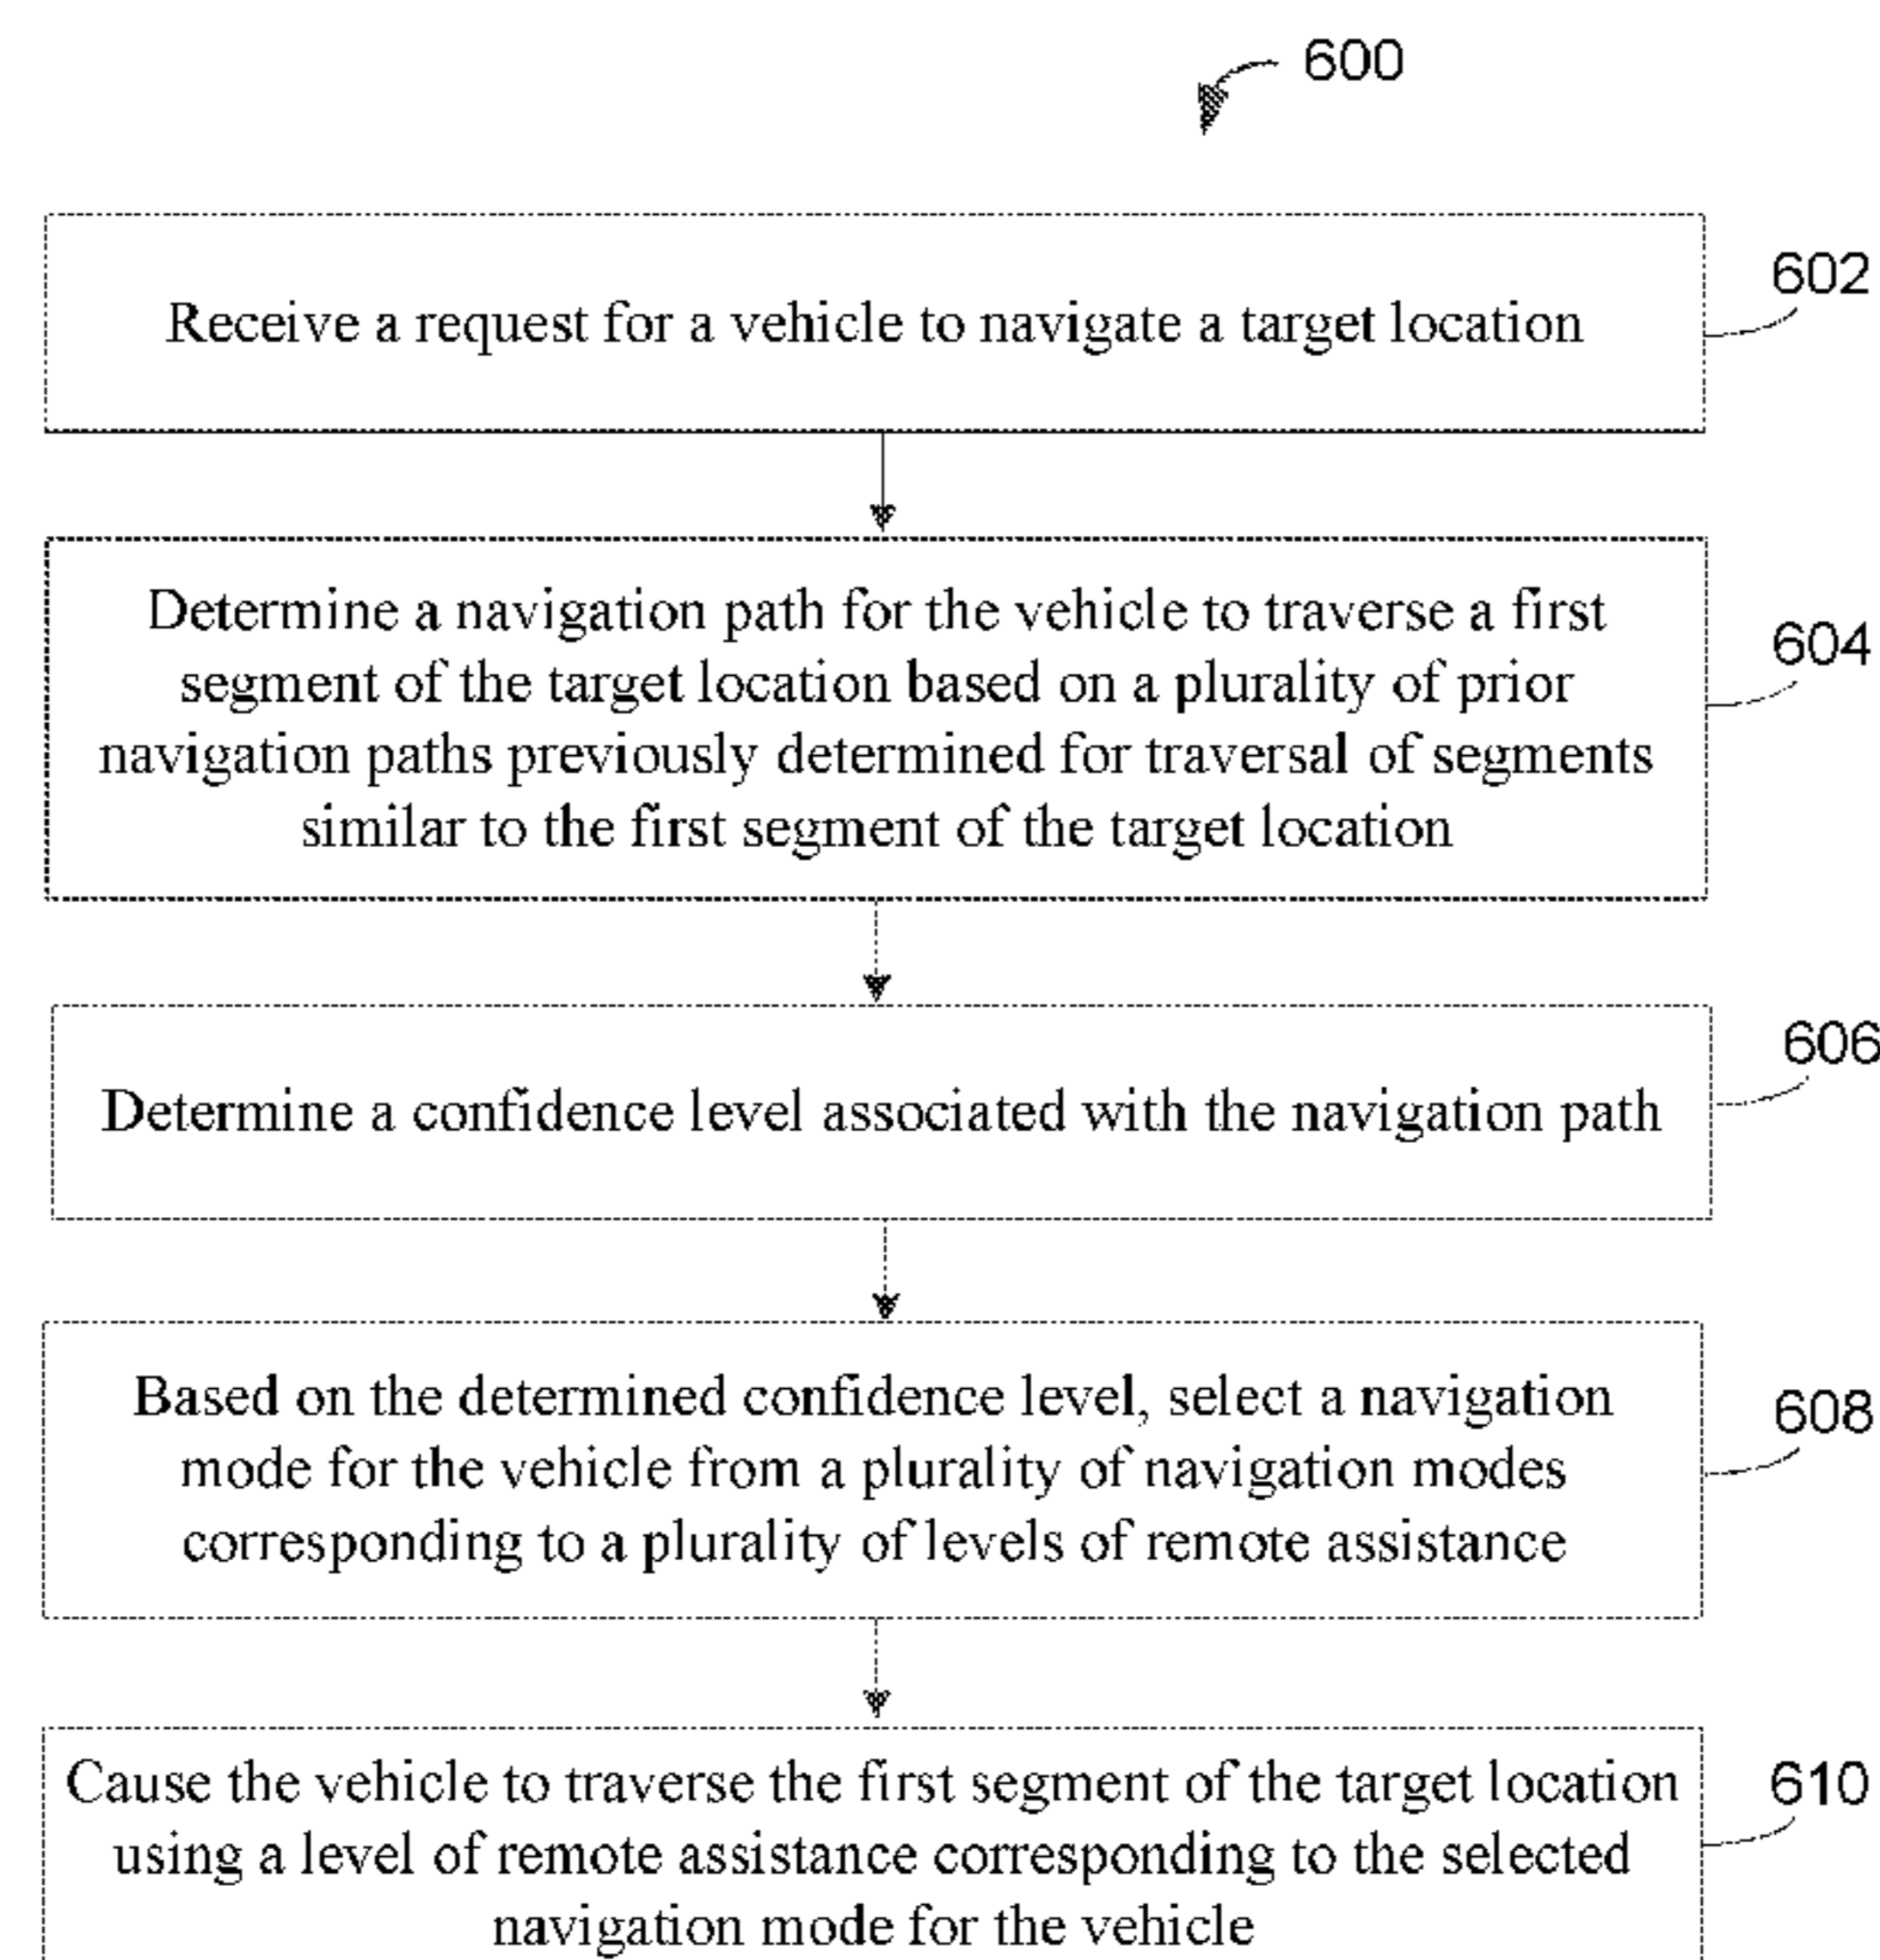 600
Receive a request for a vehicle to navigate a target location
602
Determine a navigation path for the vehicle to traverse a first
segment of the target location based on a plurality of prior
navigation paths previously determined for traversal of segments
similar to the first segment of the target location
604
Determine a confidence level associated with the navigation path
606
Based on the determined confidence level, select a navigation
mode for the vehicle from a plurality of navigation modes
corresponding to a plurality of levels of remote assistance
608
Cause the vehicle to traverse the first segment of the target location
using a level of remote assistance corresponding to the selected
navigation mode for the vehicle
610